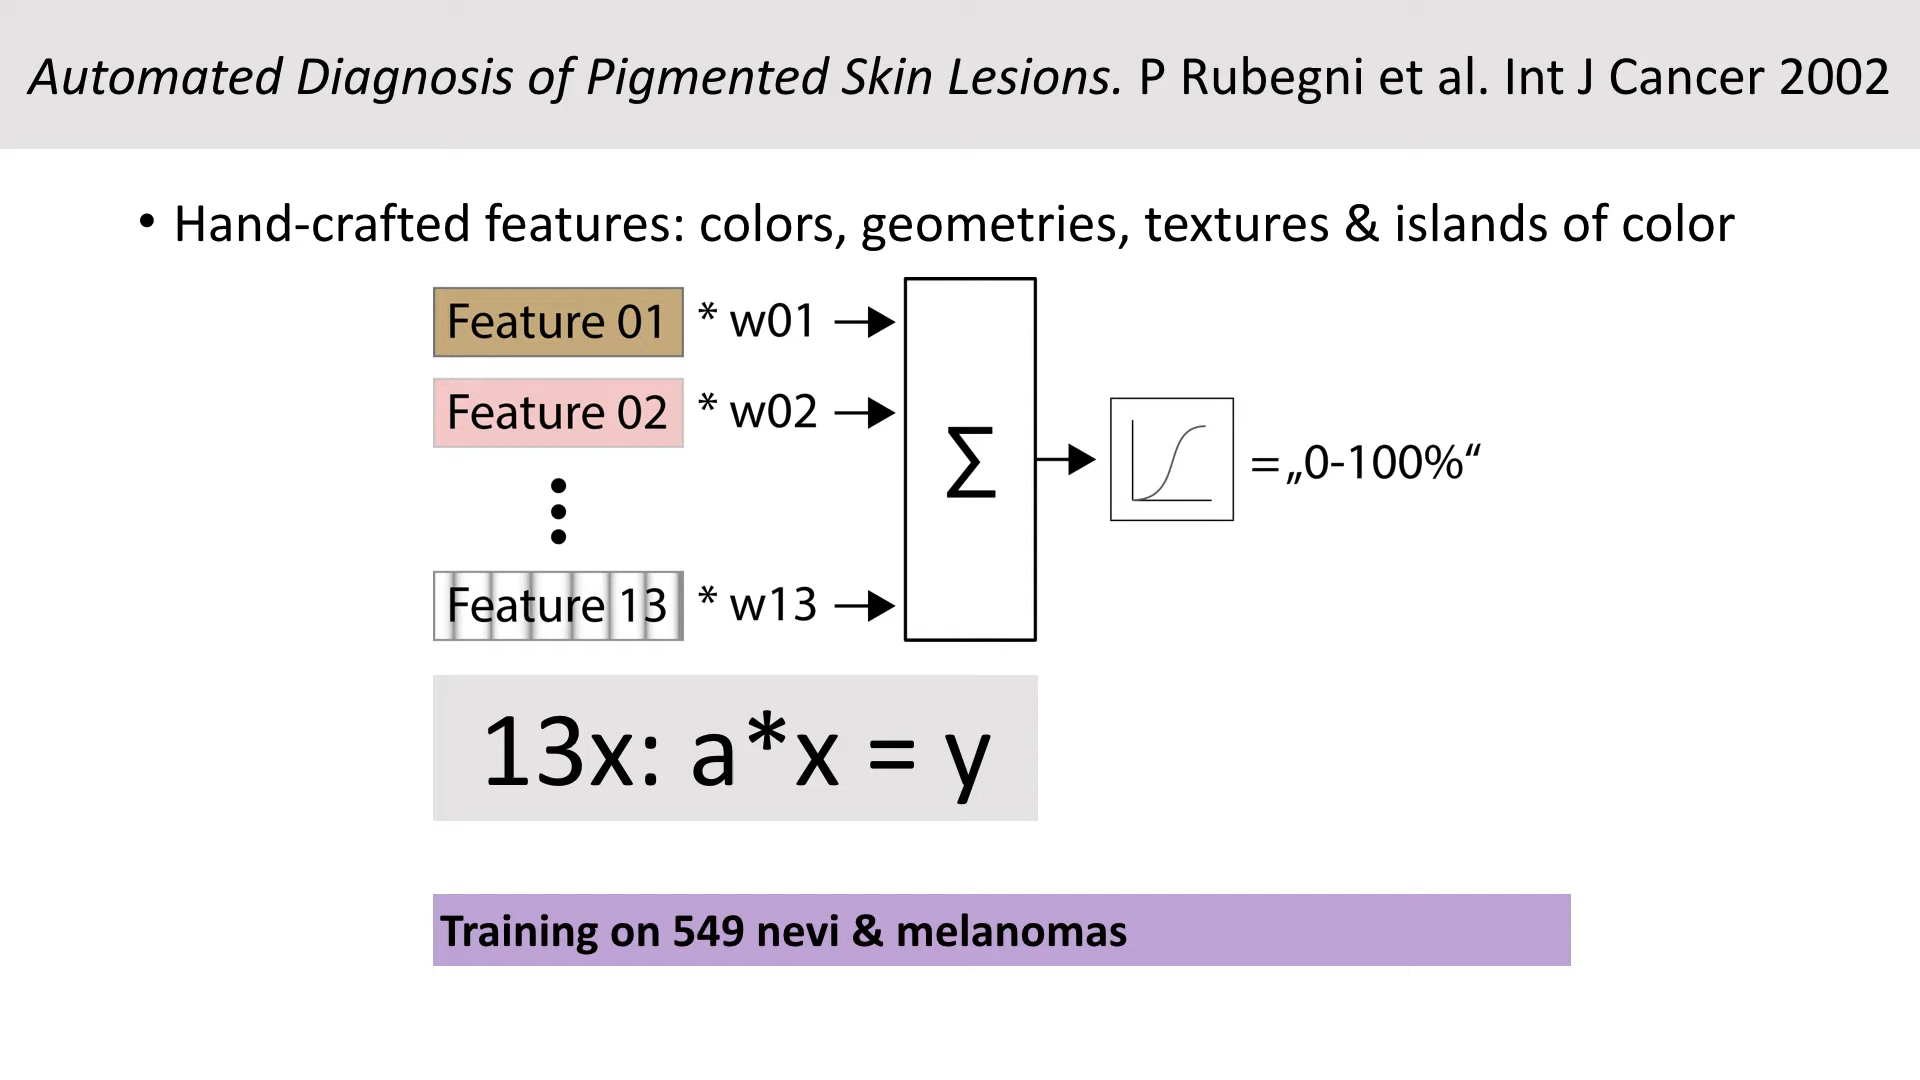 Automated Diagnosis of Pigmented Skin Lesions. P Rubegni et al. Int J Cancer 2002
• Hand-crafted features: colors, geometries, textures & islands of color
Feature 01 * w01
Feature 02 * w02
Σ
=„0-100%“
Feature 13 * w13
13x: a*x = y
Training on 549 nevi & melanomas